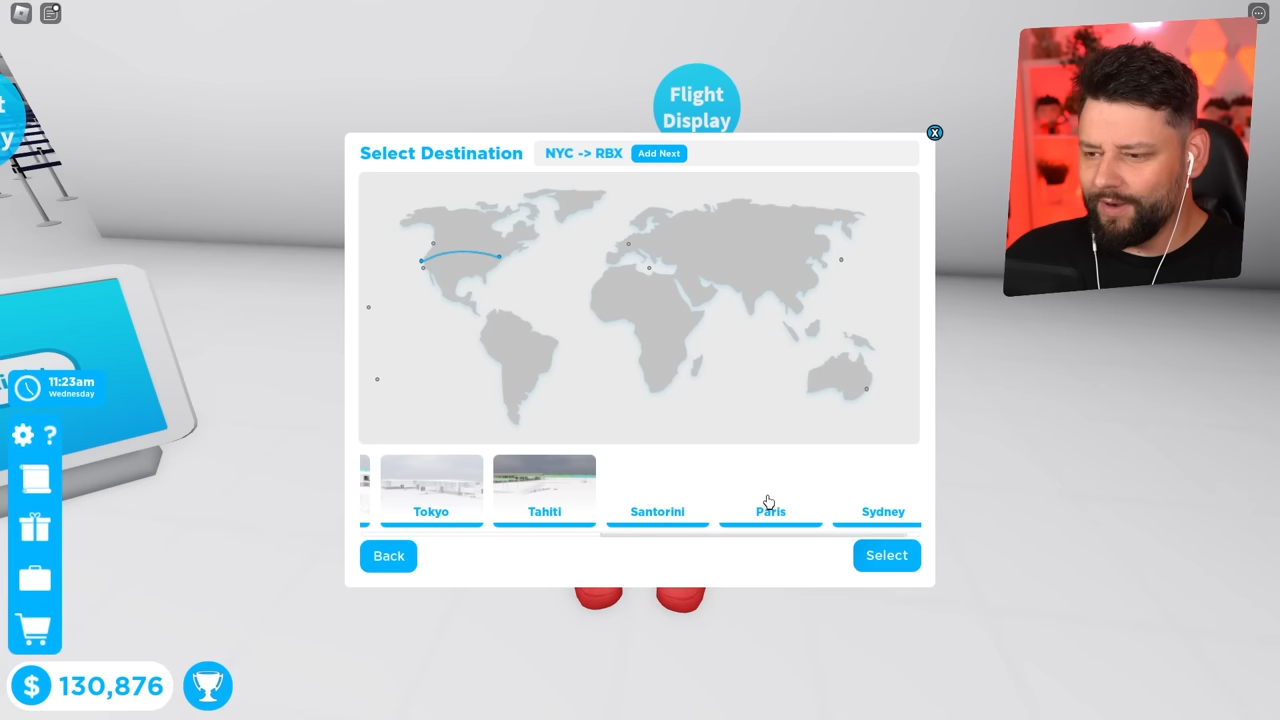 Flight
Display
t
y
X
Select Destination
NYC -> RBX
Add Next
11:23am
Wednesday
?
Tokyo
Tahiti
Santorini
Paris
Sydney
Back
Select
$ 130,876